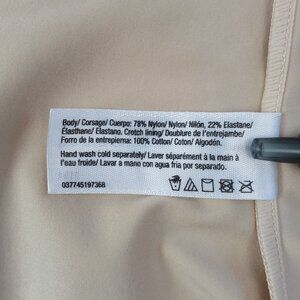 Body/ Corsage/ Cuerpo: 78% Nylon/ Nylon/ Nilón, 22% Elastane/
Élasthane/ Elastano. Crotch lining/ Doublure de l'entrejambe/
Forro de la entrepierna: 100% Cotton/ Coton/ Algodón.
Hand wash cold separately/ Laver séparément à la main à
l'eau froide/ Lavar a mano con agua fría por separado.
037745197368